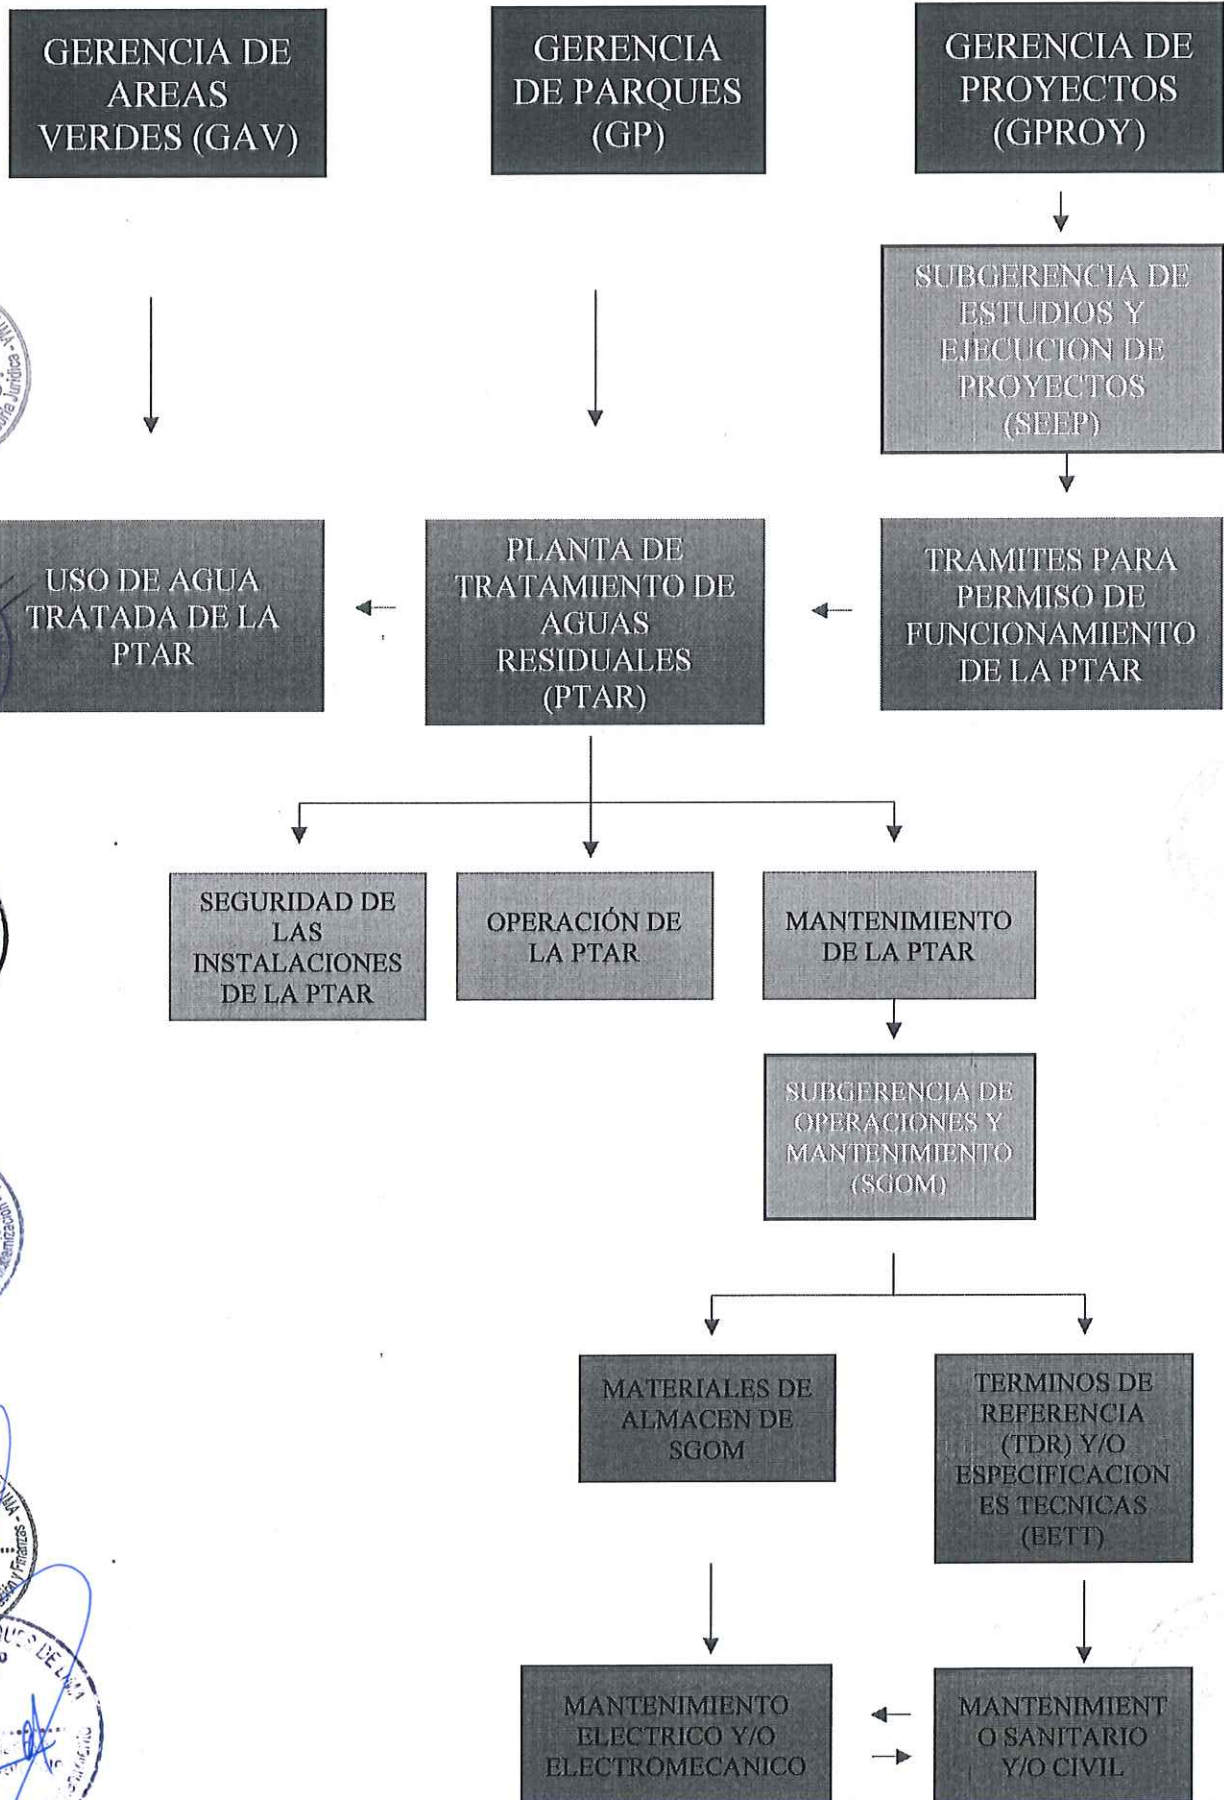 GERENCIA DE
AREAS
VERDES (GAV)
GERENCIA
DE PARQUES
(GP)
GERENCIA DE
PROYECTOS
(GPROY)
SUBGERENCIA DE
ESTUDIOS Y
EJECUCION DE
PROYECTOS
(SEEP)
USO DE AGUA
TRATADA DE LA
PTAR
PLANTA DE
TRATAMIENTO DE
AGUAS
RESIDUALES
(PTAR)
TRAMITES PARA
PERMISO DE
FUNCIONAMIENTO
DE LA PTAR
SEGURIDAD DE
LAS
INSTALACIONES
DE LA PTAR
OPERACIÓN DE
LA PTAR
MANTENIMIENTO
DE LA PTAR
SUBGERENCIA DE
OPERACIONES Y
MANTENIMIENTO
(SGOM)
MATERIALES DE
ALMACEN DE
SGOM
TERMINOS DE
REFERENCIA
(TDR) Y/O
ESPECIFICACION
ES TECNICAS
(EETT)
MANTENIMIENTO
ELECTRICO Y/O
ELECTROMECANICO
MANTENIMIENT
O SANITARIO
Y/O CIVIL
Jurídica
y Finanzas
DE LIMA